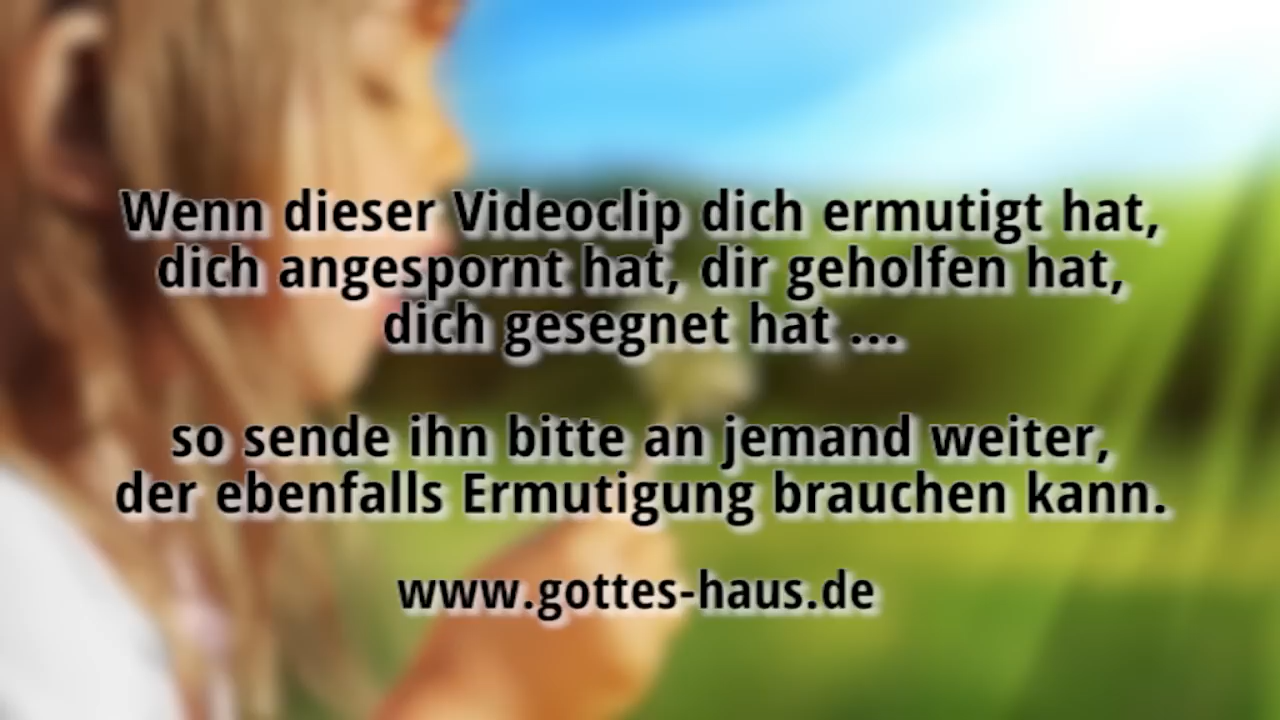 Wenn dieser Videoclip dich ermutigt hat,
dich angespornt hat, dir geholfen hat,
dich gesegnet hat ...
so sende ihn bitte an jemand weiter,
der ebenfalls Ermutigung brauchen kann.
www.gottes-haus.de